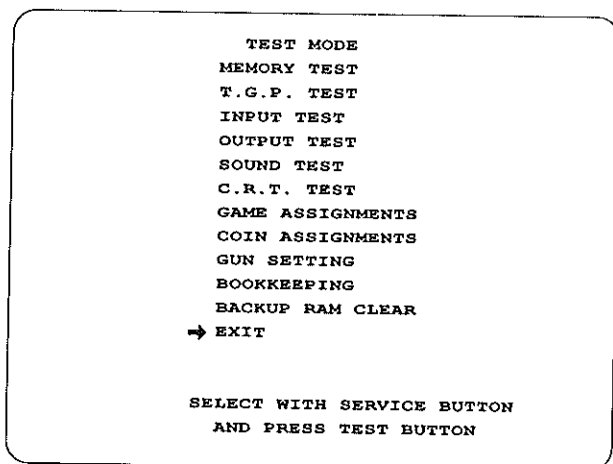 TEST MODE
MEMORY TEST
T.G.P. TEST
INPUT TEST
OUTPUT TEST
SOUND TEST
C.R.T. TEST
GAME ASSIGNMENTS
COIN ASSIGNMENTS
GUN SETTING
BOOKKEEPING
BACKUP RAM CLEAR
➔ EXIT
SELECT WITH SERVICE BUTTON
AND PRESS TEST BUTTON